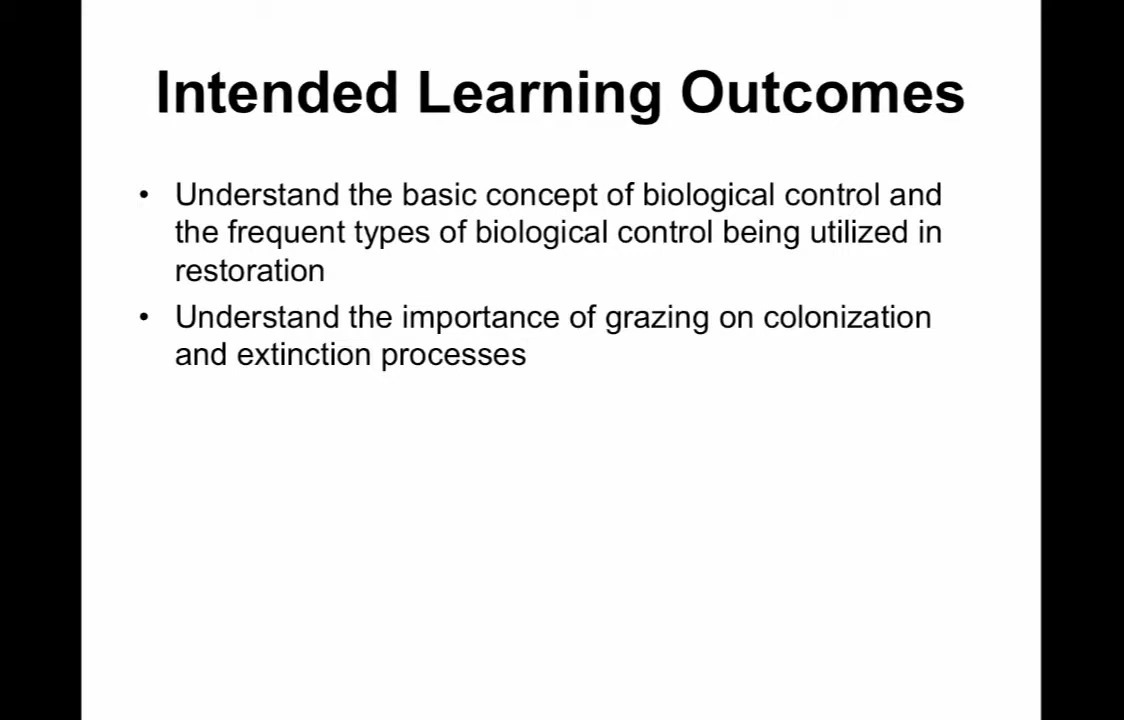 Intended Learning Outcomes
• Understand the basic concept of biological control and
the frequent types of biological control being utilized in
restoration
• Understand the importance of grazing on colonization
and extinction processes